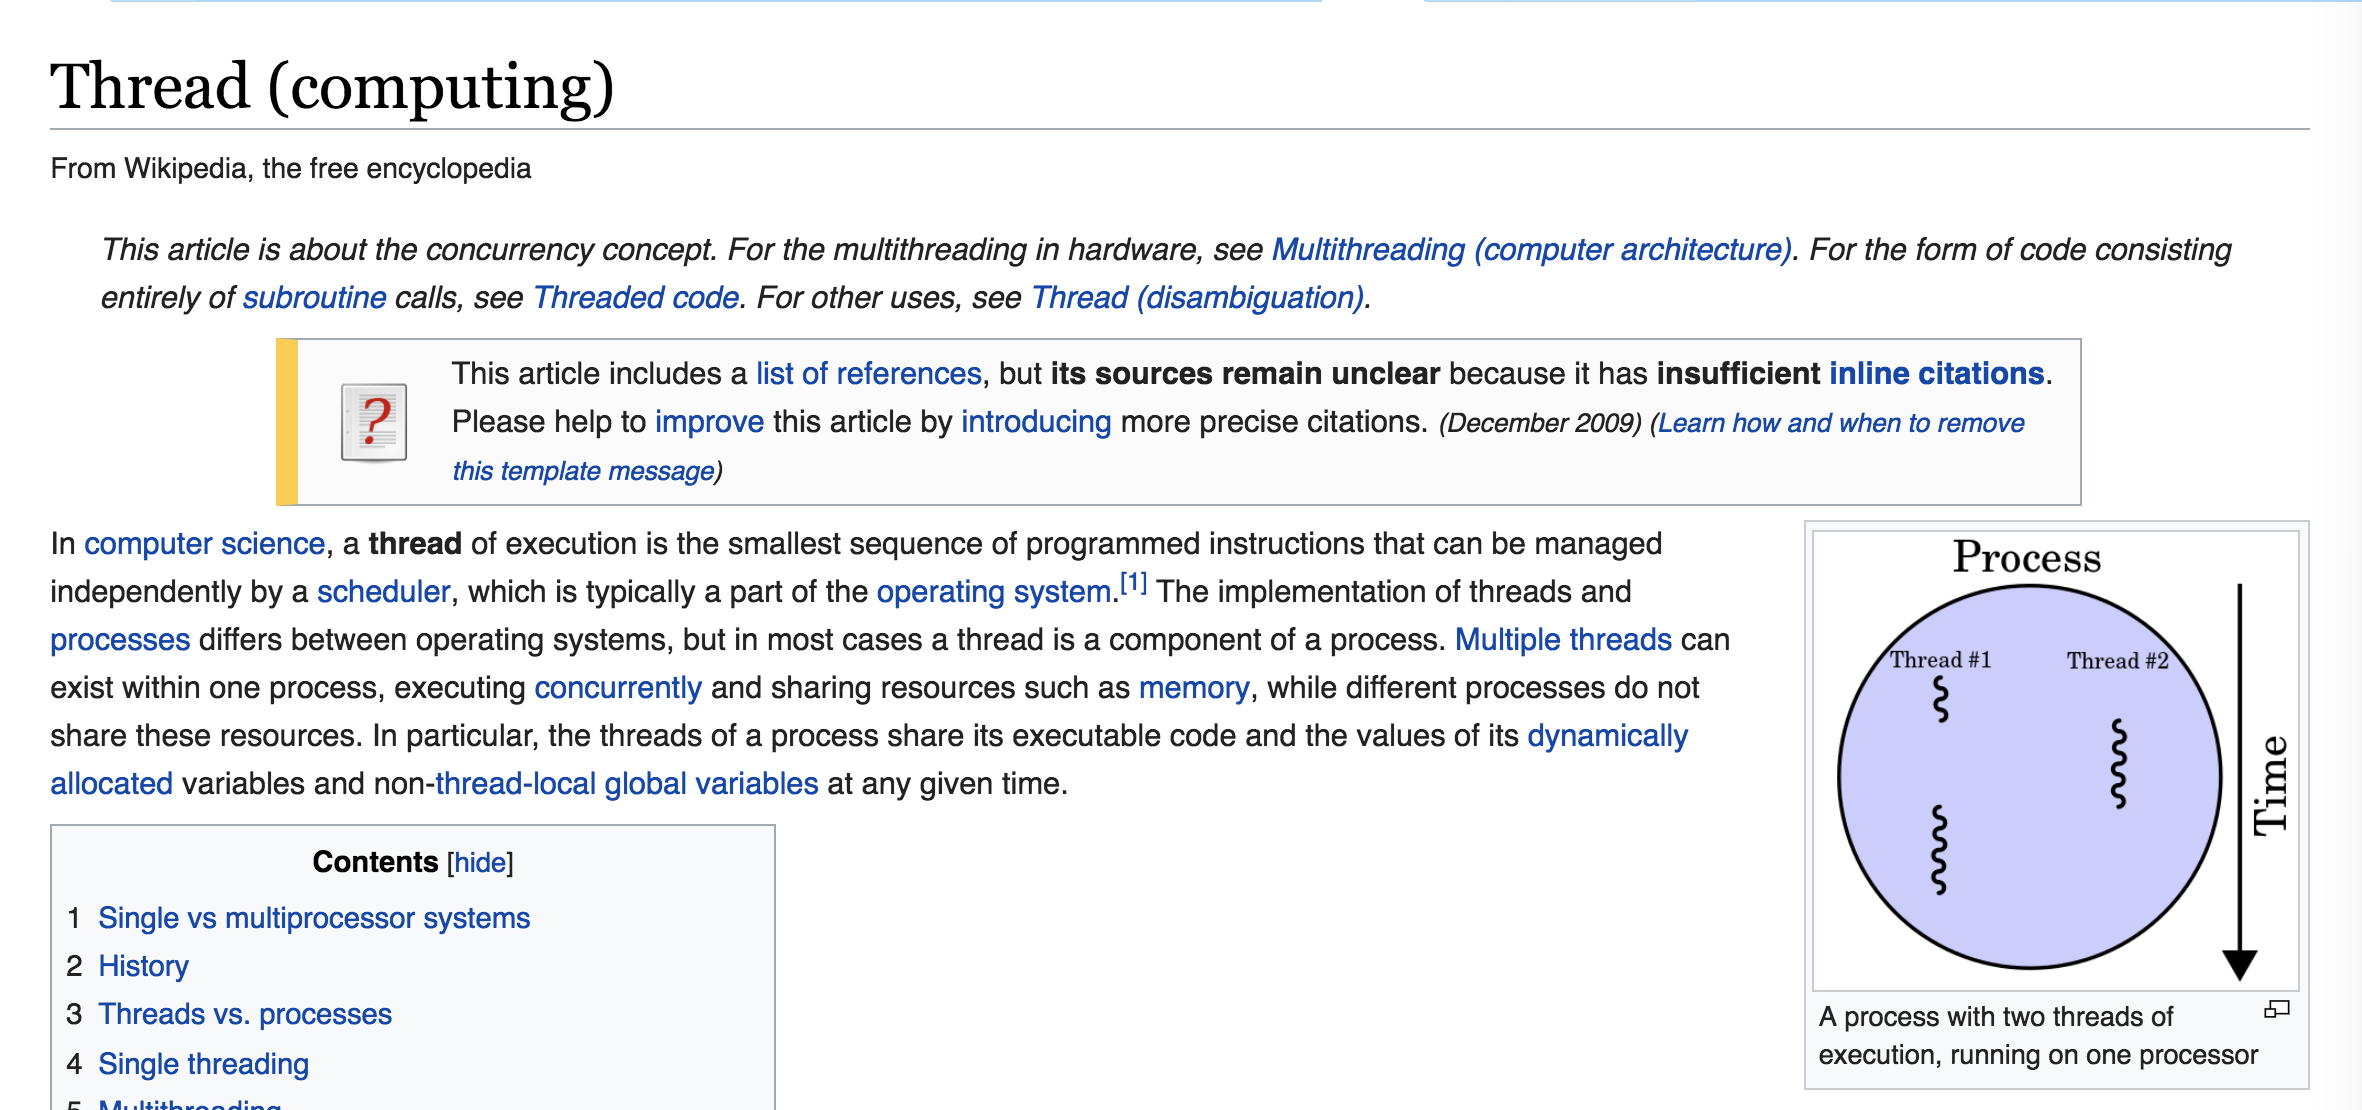 Thread (computing)
From Wikipedia, the free encyclopedia
This article is about the concurrency concept. For the multithreading in hardware, see Multithreading (computer architecture). For the form of code consisting
entirely of subroutine calls, see Threaded code. For other uses, see Thread (disambiguation).
?
This article includes a list of references, but its sources remain unclear because it has insufficient inline citations.
Please help to improve this article by introducing more precise citations. (December 2009) (Learn how and when to remove
this template message)
In computer science, a thread of execution is the smallest sequence of programmed instructions that can be managed
independently by a scheduler, which is typically a part of the operating system.[1] The implementation of threads and
processes differs between operating systems, but in most cases a thread is a component of a process. Multiple threads can
exist within one process, executing concurrently and sharing resources such as memory, while different processes do not
share these resources. In particular, the threads of a process share its executable code and the values of its dynamically
allocated variables and non-thread-local global variables at any given time.
Process
Thread #1 Thread #2
Time
A process with two threads of
execution, running on one processor
Contents [hide]
1 Single vs multiprocessor systems
2 History
3 Threads vs. processes
4 Single threading
5 Multithreading